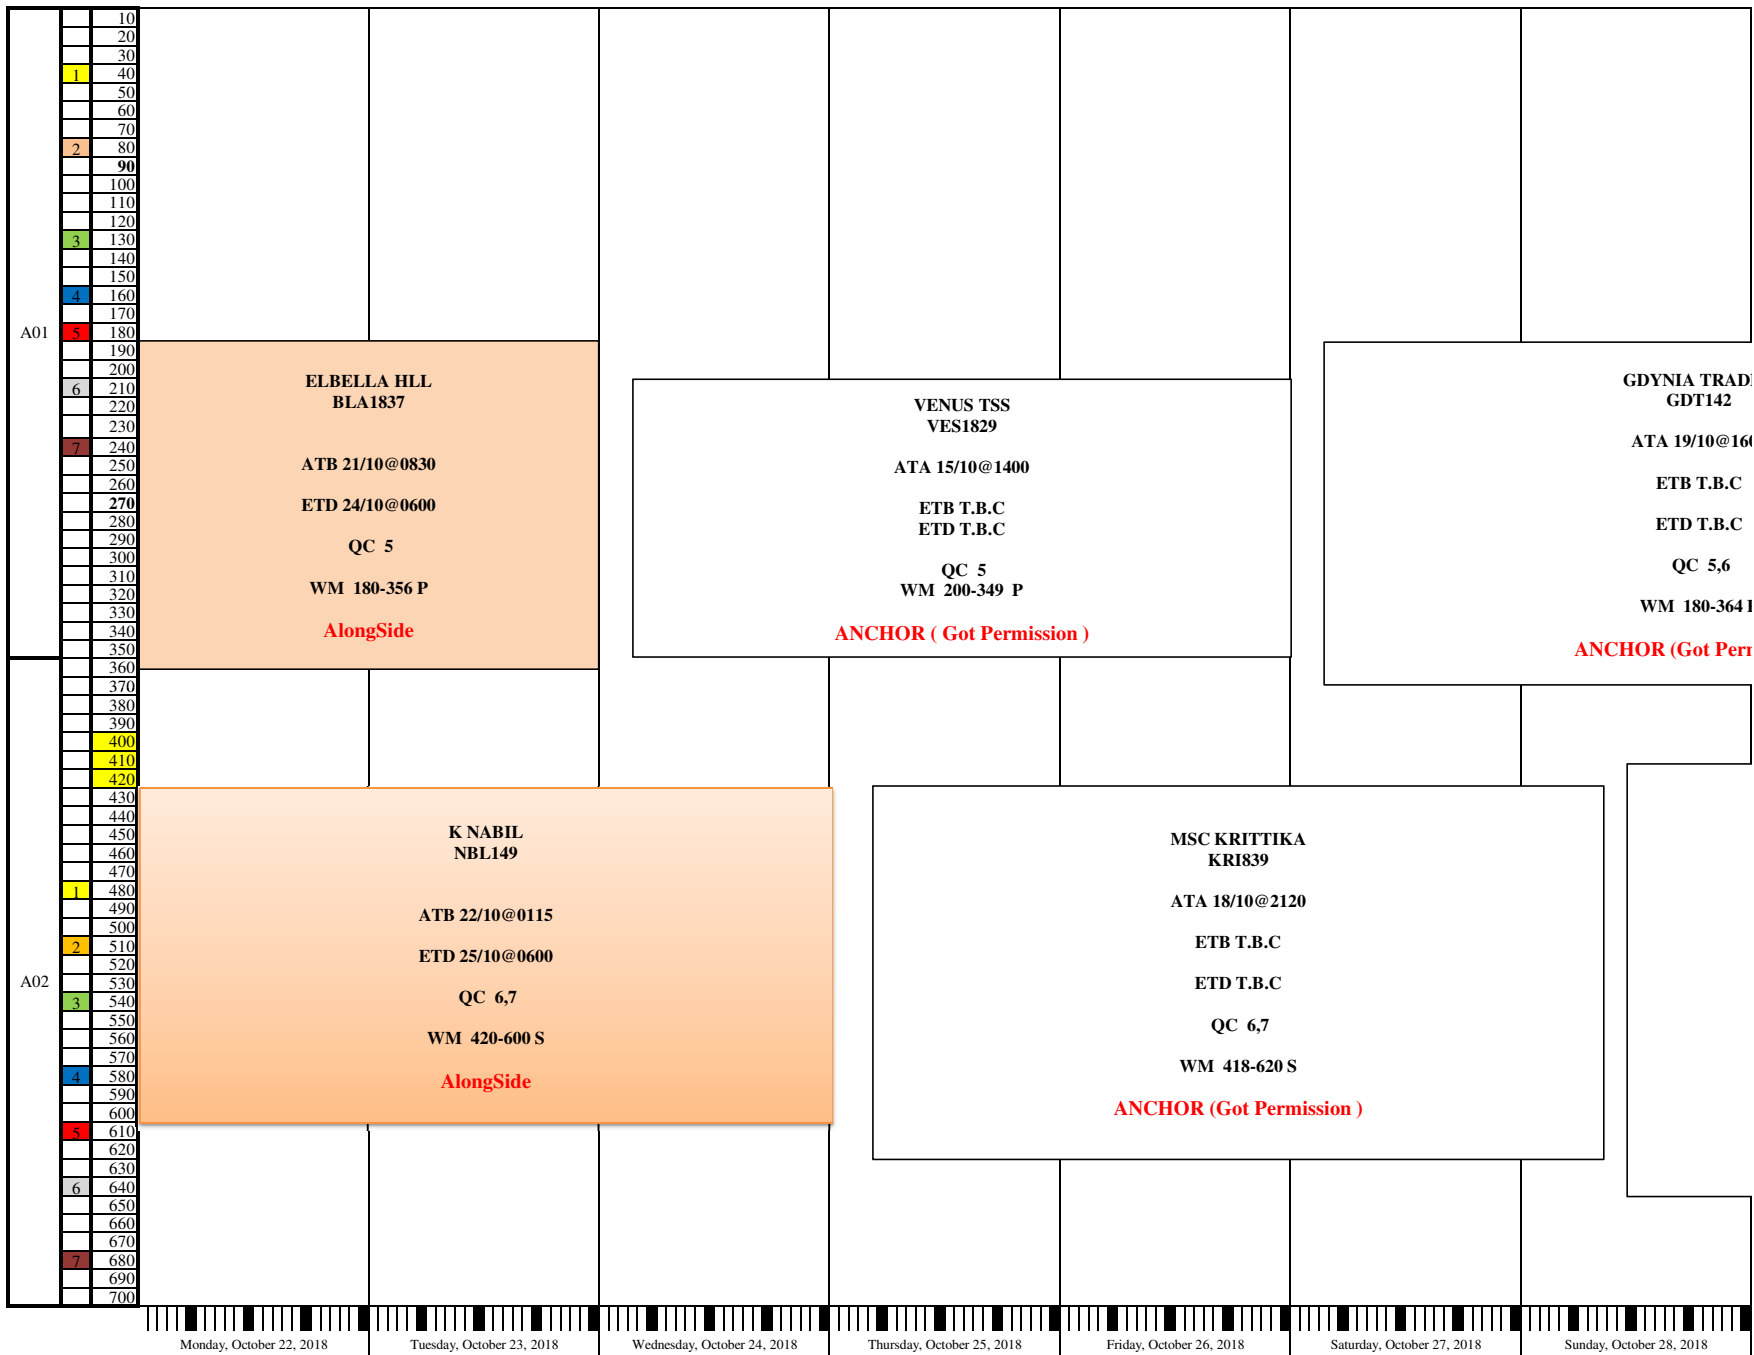 10
20
30
1 40
50
60
70
2 80
90
100
110
120
3 130
140
150
4 160
170
A01 5 180
190
200
6 210
220
230
7 240
250
260
270
280
290
300
310
320
330
340
350
360
370
380
390
400
410
420
430
440
450
460
470
1 480
490
500
2 510
520
A02 530
3 540
550
560
570
4 580
590
600
5 610
620
630
6 640
650
660
670
7 680
690
700
ELBELLA HLL
BLA1837
ATB 21/10@0830
ETD 24/10@0600
QC 5
WM 180-356 P
AlongSide
VENUS TSS
VES1829
ATA 15/10@1400
ETB T.B.C
ETD T.B.C
QC 5
WM 200-349 P
ANCHOR ( Got Permission )
GDYNIA
GDT142
ATA
ETB T.B.C
ETD T.B.C
QC 5,6
WM 180-364
ANCHOR (Got
K NABIL
NBL149
ATB 22/10@0115
ETD 25/10@0600
QC 6,7
WM 420-600 S
AlongSide
MSC KRITTIKA
KRI839
ATA 18/10@2120
ETB T.B.C
ETD T.B.C
QC 6,7
WM 418-620 S
ANCHOR (Got Permission )
Monday, October 22, 2018
Tuesday, October 23, 2018
Wednesday, October 24, 2018
Thursday, October 25, 2018
Friday, October 26, 2018
Saturday, October 27, 2018
Sunday, October 28, 2018